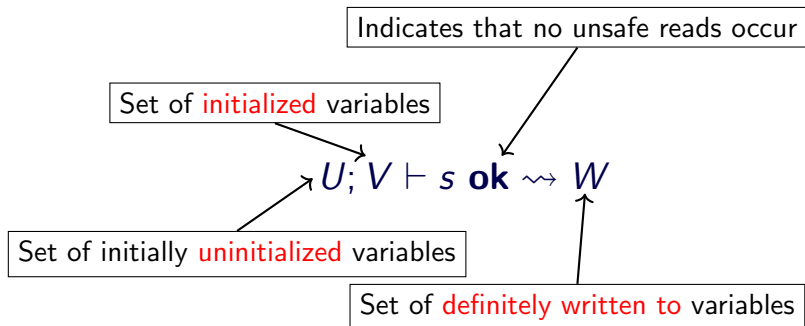 Indicates that no unsafe reads occur
Set of initialized variables
U; V ⊢ s ok ⇝ W
Set of initially uninitialized variables
Set of definitely written to variables